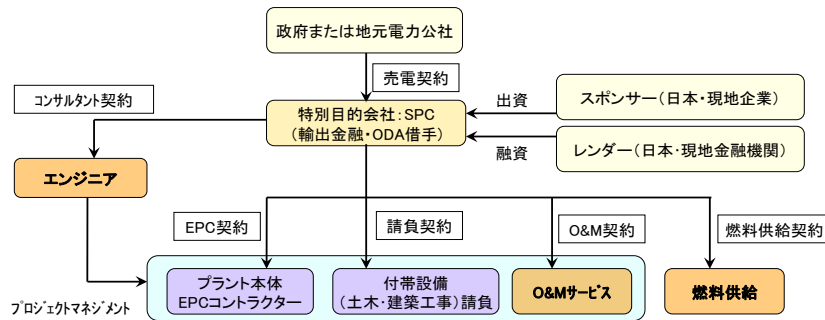 政府または地元電力公社
売電契約
コンサルタント契約
出資
スポンサー（日本・現地企業）
特別目的会社：SPC
（輸出金融・ODA借手）
融資
レンダー（日本・現地金融機関）
エンジニア
EPC契約
請負契約
O&M契約
燃料供給契約
プラント本体
EPCコントラクター
付帯設備
（土木・建築工事）請負
O&Mサービス
燃料供給
プロジェクトマネジメント